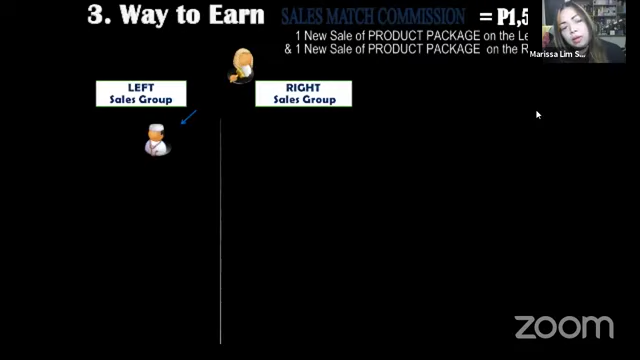 3. Way to Earn SALES MATCH COMMISSION = P1,5
1 New Sale of PRODUCT PACKAGE on the Le
& 1 New Sale of PRODUCT PACKAGE on the R
Marissa Lim S...
LEFT
Sales Group
RIGHT
Sales Group
zoom